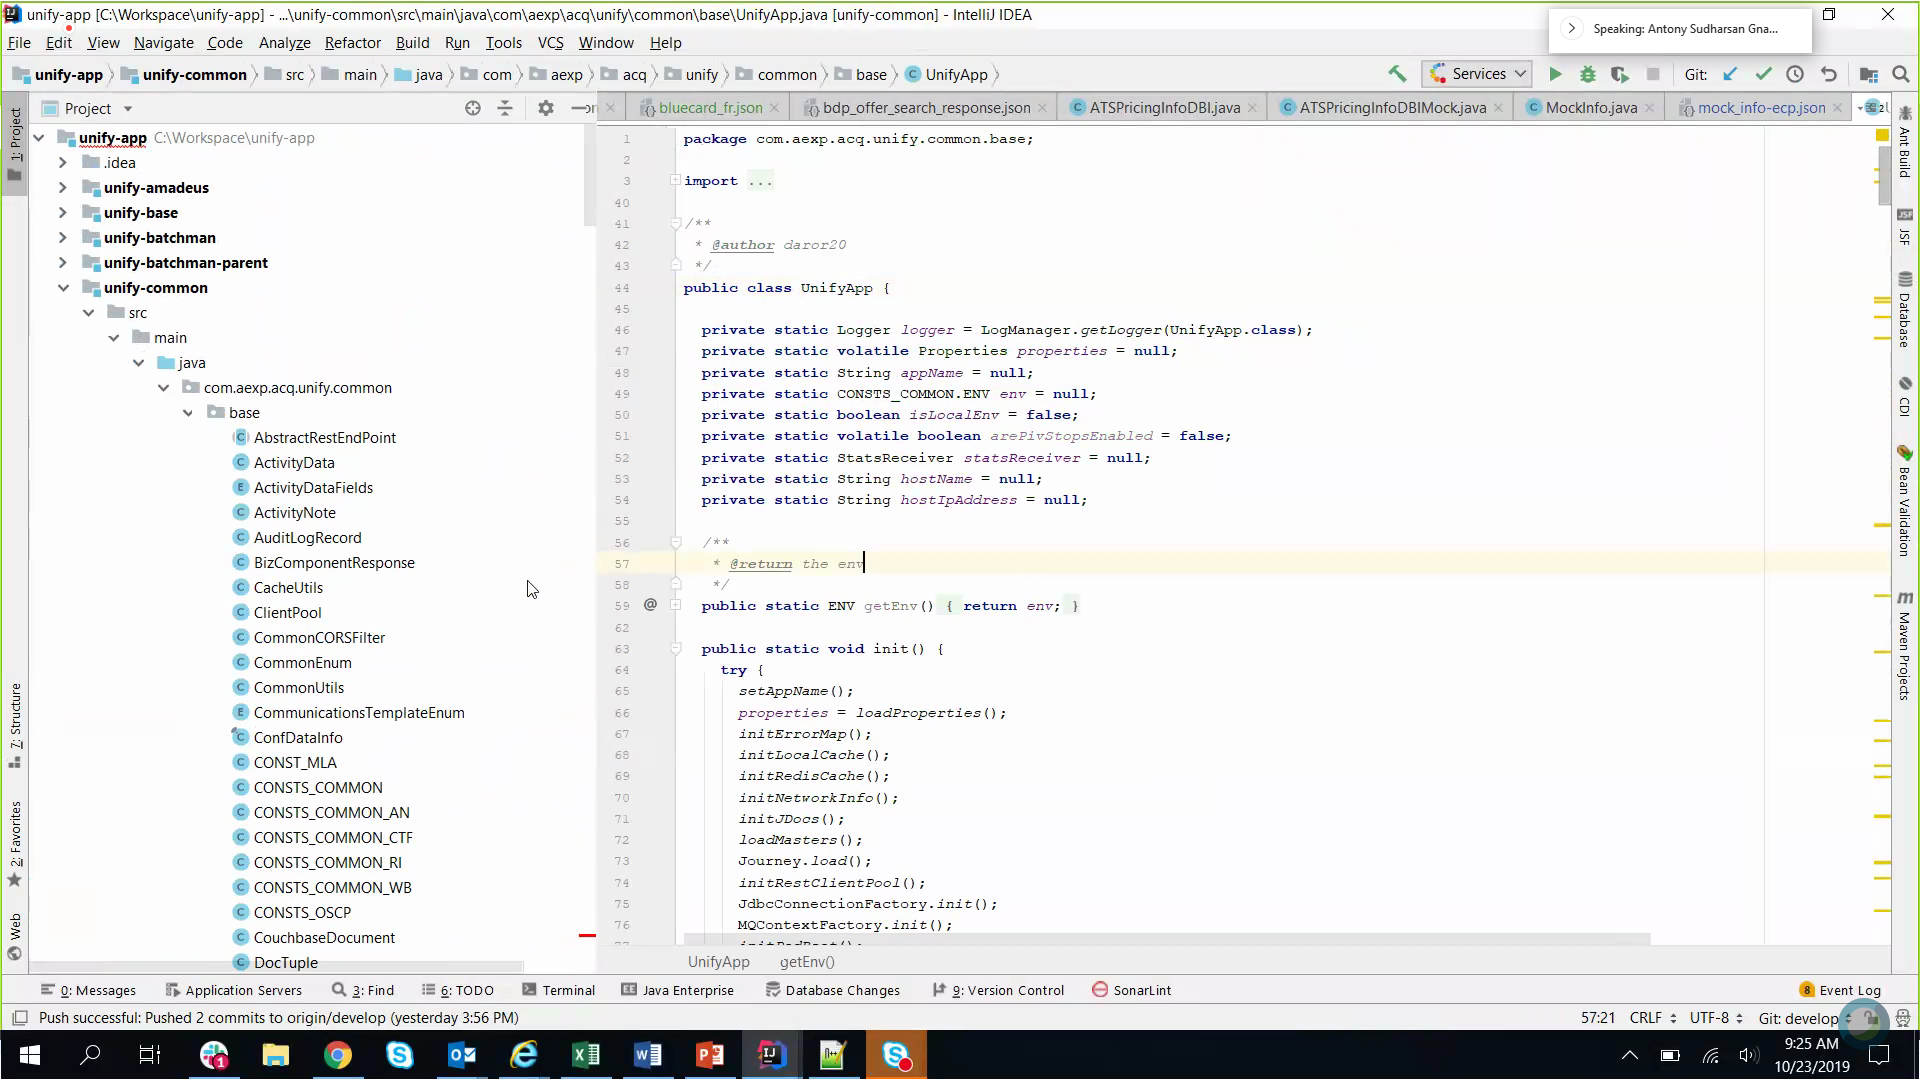 unify-app [C:\Workspace\unify-app] - ...\unify-common\src\main\java\com\aexp\acq\unify\common\base\UnifyApp.java [unify-common] - IntelliJ IDEA
Speaking: Antony Sudharsan Gna...
File Edit View Navigate Code Analyze Refactor Build Run Tools VCS Window Help
unify-app unify-common src main java com aexp acq unify common base UnifyApp Services Git:
Project bluecard_fr.json bdp_offer_search_response.json ATSPricingInfoDBI.java ATSPricingInfoDBIMock.java MockInfo.java mock_info-ecp.json
1: Project
7: Structure
2: Favorites
Web
unify-app C:\Workspace\unify-app
.idea
unify-amadeus
unify-base
unify-batchman
unify-batchman-parent
unify-common
src
main
java
com.aexp.acq.unify.common
base
AbstractRestEndPoint
ActivityData
ActivityDataFields
ActivityNote
AuditLogRecord
BizComponentResponse
CacheUtils
ClientPool
CommonCORSFilter
CommonEnum
CommonUtils
CommunicationsTemplateEnum
ConfDataInfo
CONST_MLA
CONSTS_COMMON
CONSTS_COMMON_AN
CONSTS_COMMON_CTF
CONSTS_COMMON_RI
CONSTS_COMMON_WB
CONSTS_OSCP
CouchbaseDocument
DocTuple
1 package com.aexp.acq.unify.common.base;
2
3 import ...
40
41 /**
42 * @author daror20
43 */
44 public class UnifyApp {
45
46 private static Logger logger = LogManager.getLogger(UnifyApp.class);
47 private static volatile Properties properties = null;
48 private static String appName = null;
49 private static CONSTS_COMMON.ENV env = null;
50 private static boolean isLocalEnv = false;
51 private static volatile boolean arePivStopsEnabled = false;
52 private static StatsReceiver statsReceiver = null;
53 private static String hostName = null;
54 private static String hostIpAddress = null;
55
56 /**
57 * @return the env
58 */
59 @ public static ENV getEnv() { return env; }
62
63 public static void init() {
64 try {
65 setAppName();
66 properties = loadProperties();
67 initErrorMap();
68 initLocalCache();
69 initRedisCache();
70 initNetworkInfo();
71 initJDocs();
72 loadMasters();
73 Journey.load();
74 initRestClientPool();
75 JdbcConnectionFactory.init();
76 MQContextFactory.init();
UnifyApp getEnv()
Ant Build
JSF
Database
CDI
Bean Validation
Maven Projects
0: Messages Application Servers 3: Find 6: TODO Terminal Java Enterprise Database Changes 9: Version Control SonarLint 8 Event Log
Push successful: Pushed 2 commits to origin/develop (yesterday 3:56 PM) 57:21 CRLF UTF-8 Git: develop
9:25 AM
10/23/2019